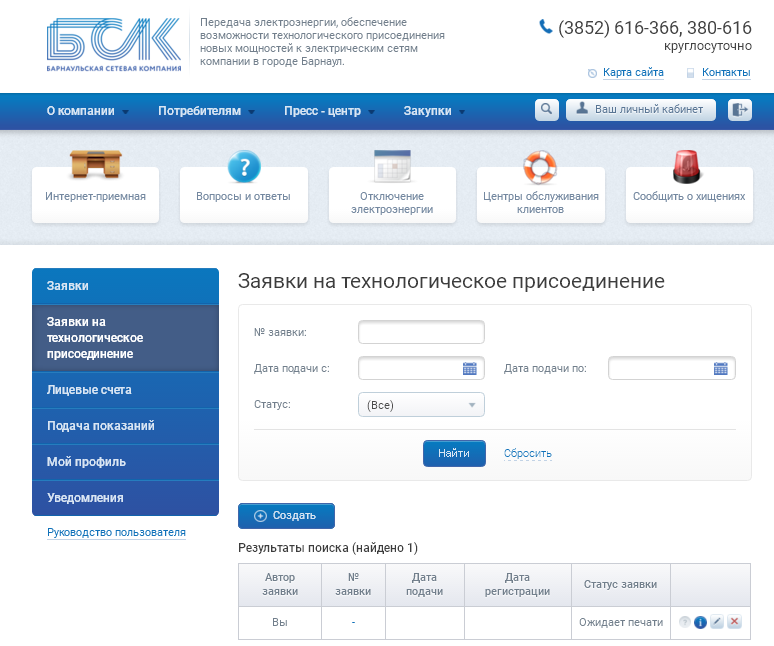 БСК
БАРНАУЛЬСКАЯ СЕТЕВАЯ КОМПАНИЯ
Передача электроэнергии, обеспечение
возможности технологического присоединения
новых мощностей к электрическим сетям
компании в городе Барнаул.
(3852) 616-366, 380-616
круглосуточно
Карта сайта
Контакты
О компании
Потребителям
Пресс - центр
Закупки
Ваш личный кабинет
Интернет-приемная
Вопросы и ответы
Отключение
электроэнергии
Центры обслуживания
клиентов
Сообщить о хищениях
Заявки
Заявки на
технологическое
присоединение
Лицевые счета
Подача показаний
Мой профиль
Уведомления
Руководство пользователя
Заявки на технологическое присоединение
№ заявки:
Дата подачи с:
Дата подачи по:
Статус:
(Все)
Найти
Сбросить
Создать
Результаты поиска (найдено 1)
Автор
заявки
№
заявки
Дата
подачи
Дата
регистрации
Статус заявки
Вы
-
Ожидает печати